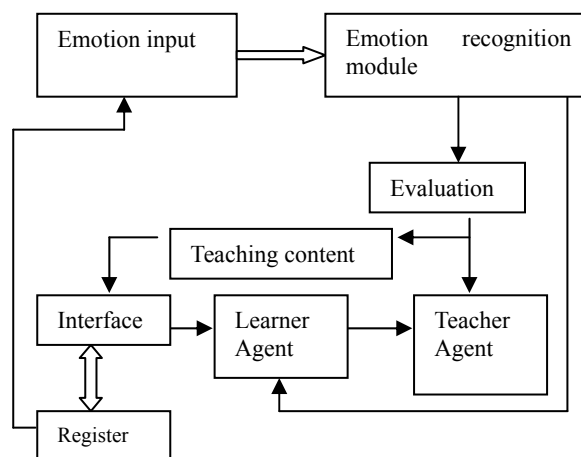 Emotion input
Emotion recognition
module
Evaluation
Teaching content
Interface
Learner
Agent
Teacher
Agent
Register